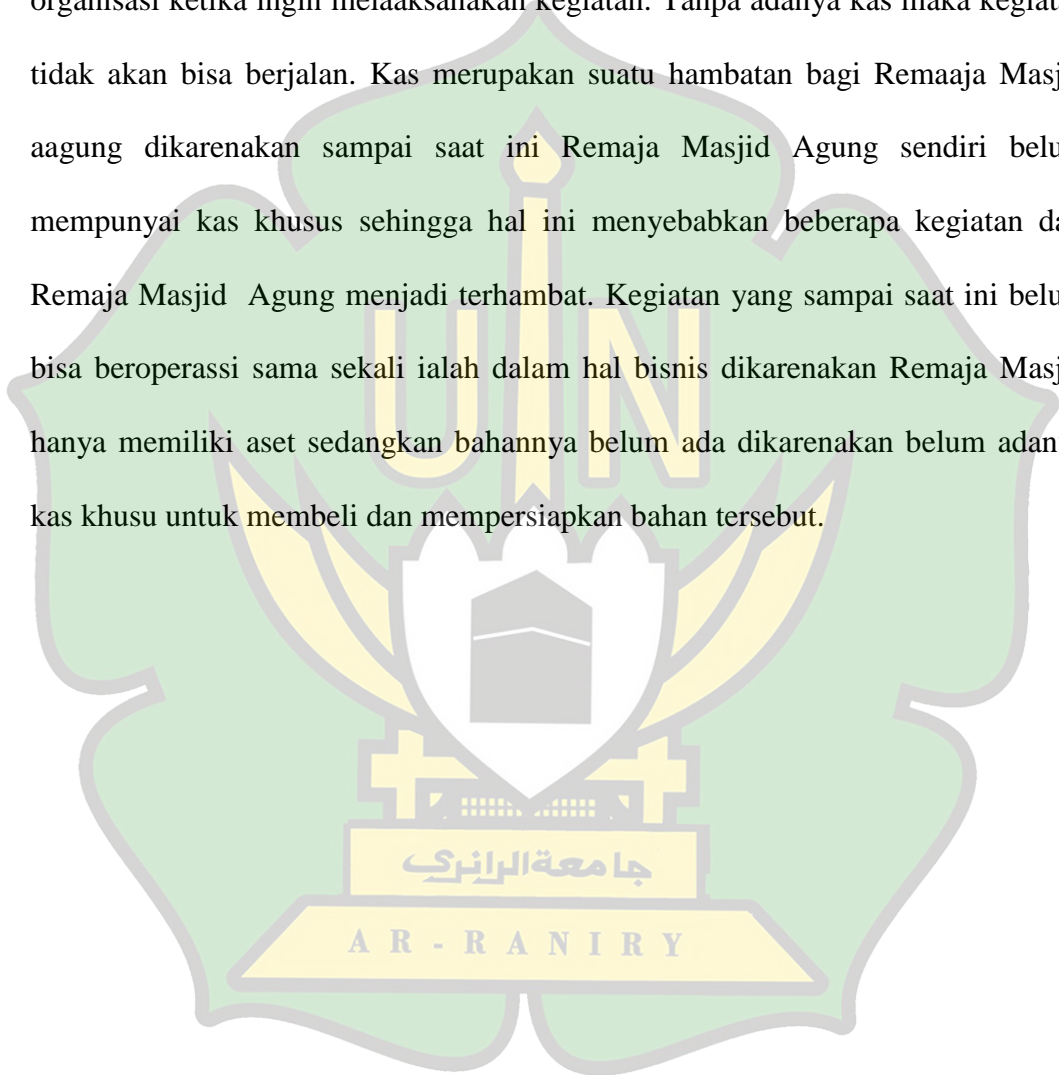 organisasi ketika ingin melaaksanakan kegiatan. Tanpa adanya kas maka kegiata
tidak akan bisa berjalan. Kas merupakan suatu hambatan bagi Remaaja Masj
aagung dikarenakan sampai saat ini Remaja Masjid Agung sendiri belu
mempunyai kas khusus sehingga hal ini menyebabkan beberapa kegiatan da
Remaja Masjid Agung menjadi terhambat. Kegiatan yang sampai saat ini belu
bisa beroperassi sama sekali ialah dalam hal bisnis dikarenakan Remaja Masj
hanya memiliki aset sedangkan bahannya belum ada dikarenakan belum adan
kas khusu untuk membeli dan mempersiapkan bahan tersebut.
UIN
جامعة الرانري
AR-RANIRY